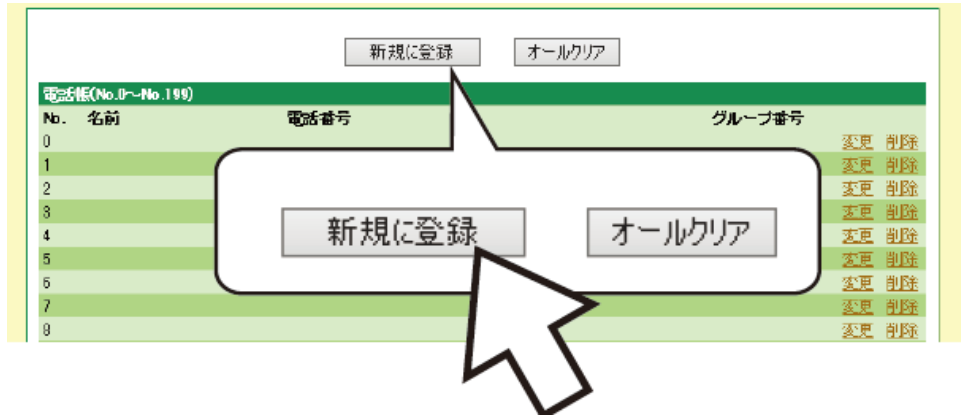 新規に登録 オールクリア
電話帳(No.0～No.199)
No. 名前 電話番号 グループ番号
0 変更 削除
1 変更 削除
2 変更 削除
3 変更 削除
新規に登録 オールクリア
4 変更 削除
5 変更 削除
6 変更 削除
7 変更 削除
8 変更 削除